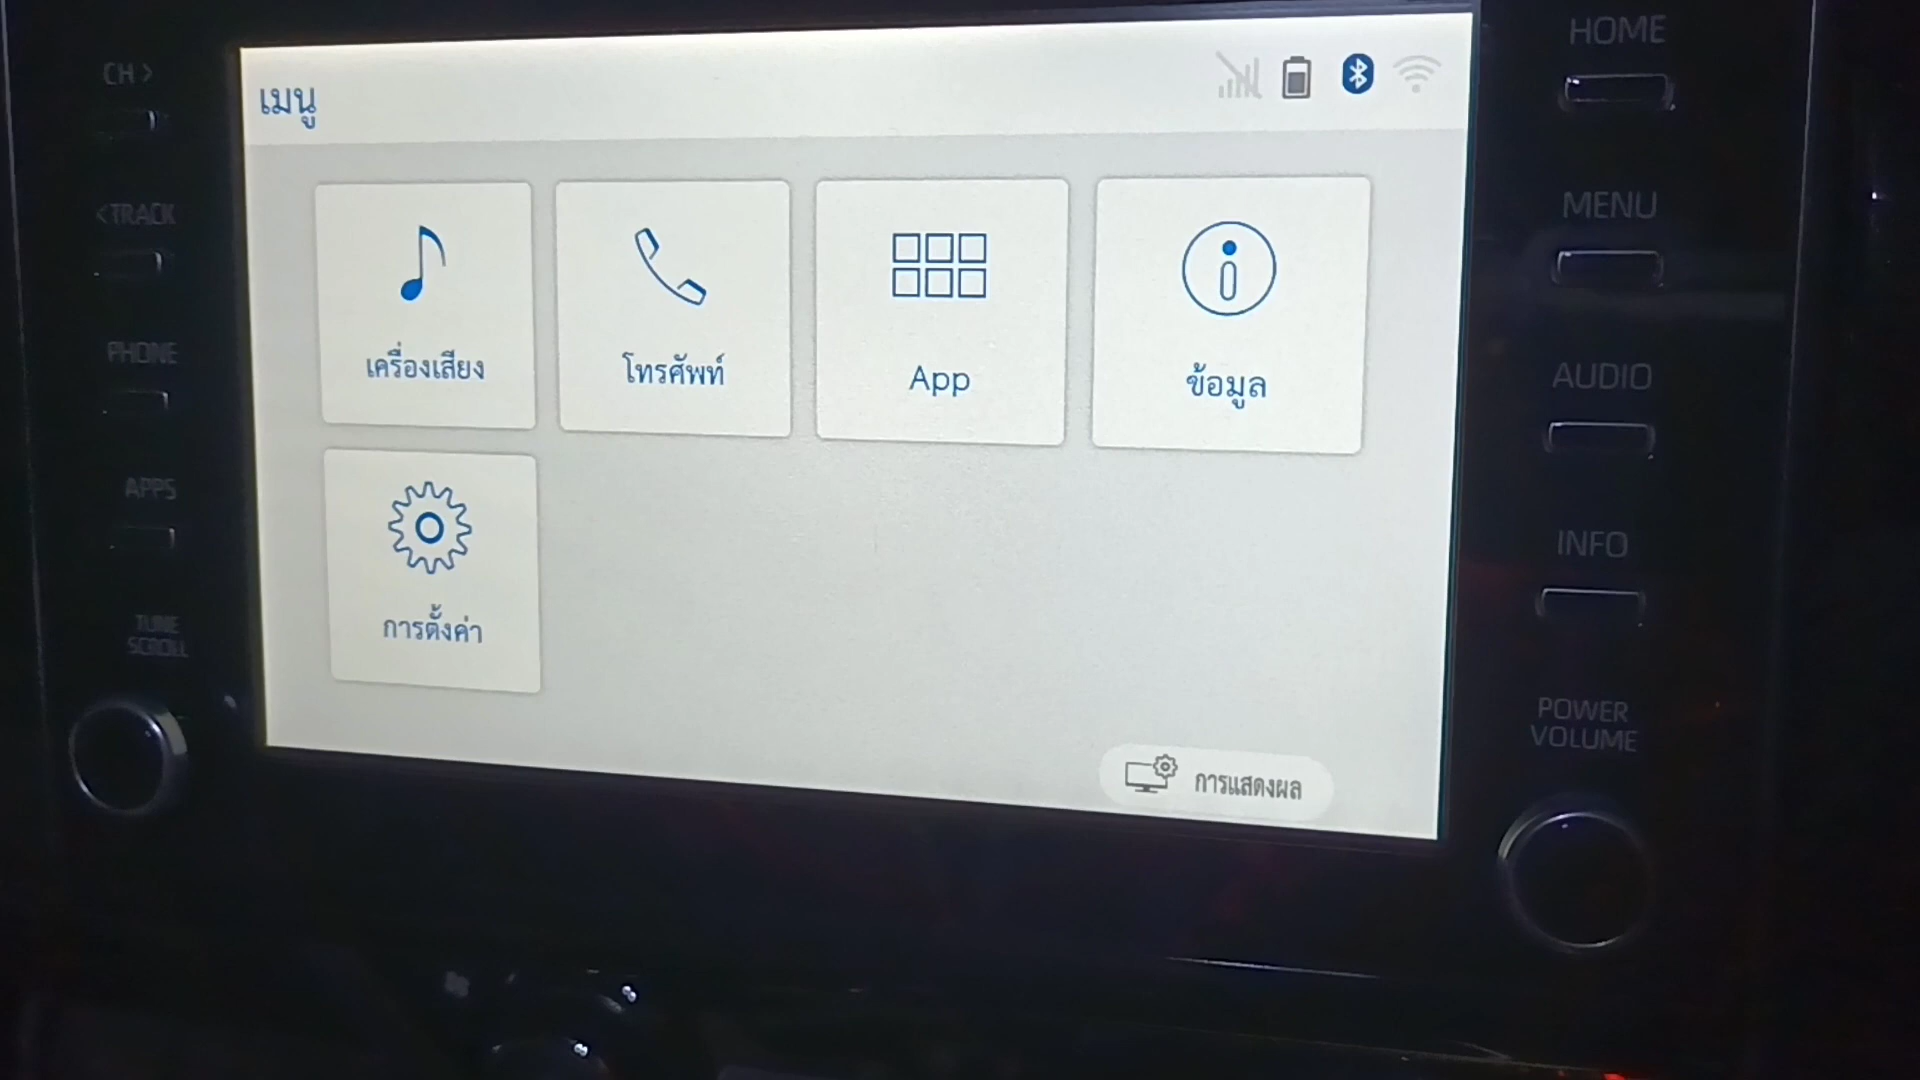 CH >
< TRACK
PHONE
APPS
TUNE
SCROLL
เมนู
เครื่องเสียง
โทรศัพท์
App
ข้อมูล
การตั้งค่า
การแสดงผล
HOME
MENU
AUDIO
INFO
POWER
VOLUME